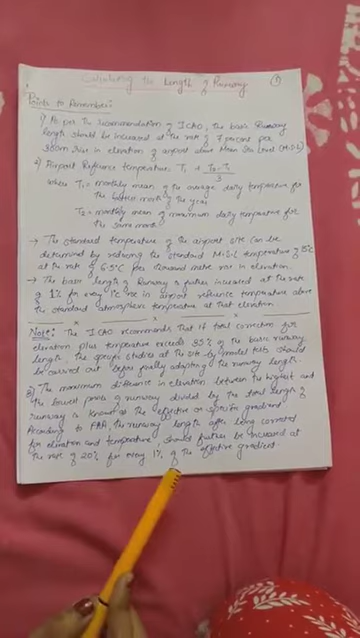 Calculating the Length of Runway
1
Points to Remember:-
1) As per the recommendation of ICAO, the basic Runway
length should be increased at the rate of 7 percent per
300m rise in elevation of airport above Mean Sea Level (M.S.L)
2) Airport Reference temperature = T1 + T2-T1/3
where T1 = monthly mean of the average daily temperature for
the hottest month of the year
T2 = monthly mean of maximum daily temperature for
the same month
→ The standard temperature of the airport site can be
determined by reducing the standard M.S.L temperature of 15°C
at the rate of 6.5°C per thousand metre rise in elevation.
→ The basic length of Runway is further increased at the rate
of 1% for every 1°C rise in airport reference temperature above
the standard atmospheric temperature at that elevation.
x x x
Note: The ICAO recommends that if total correction for
elevation plus temperature exceeds 35% of the basic runway
length. The specific studies at the site by model tests should
be carried out before finally adopting the runway length.
3) The maximum difference in elevation between the highest and
the lowest points of runway divided by the total length of
runway is known as the effective gradient.
According to FAA, the runway length after being corrected
for elevation and temperature should further be increased at
the rate of 20% for every 1% of the effective gradient.